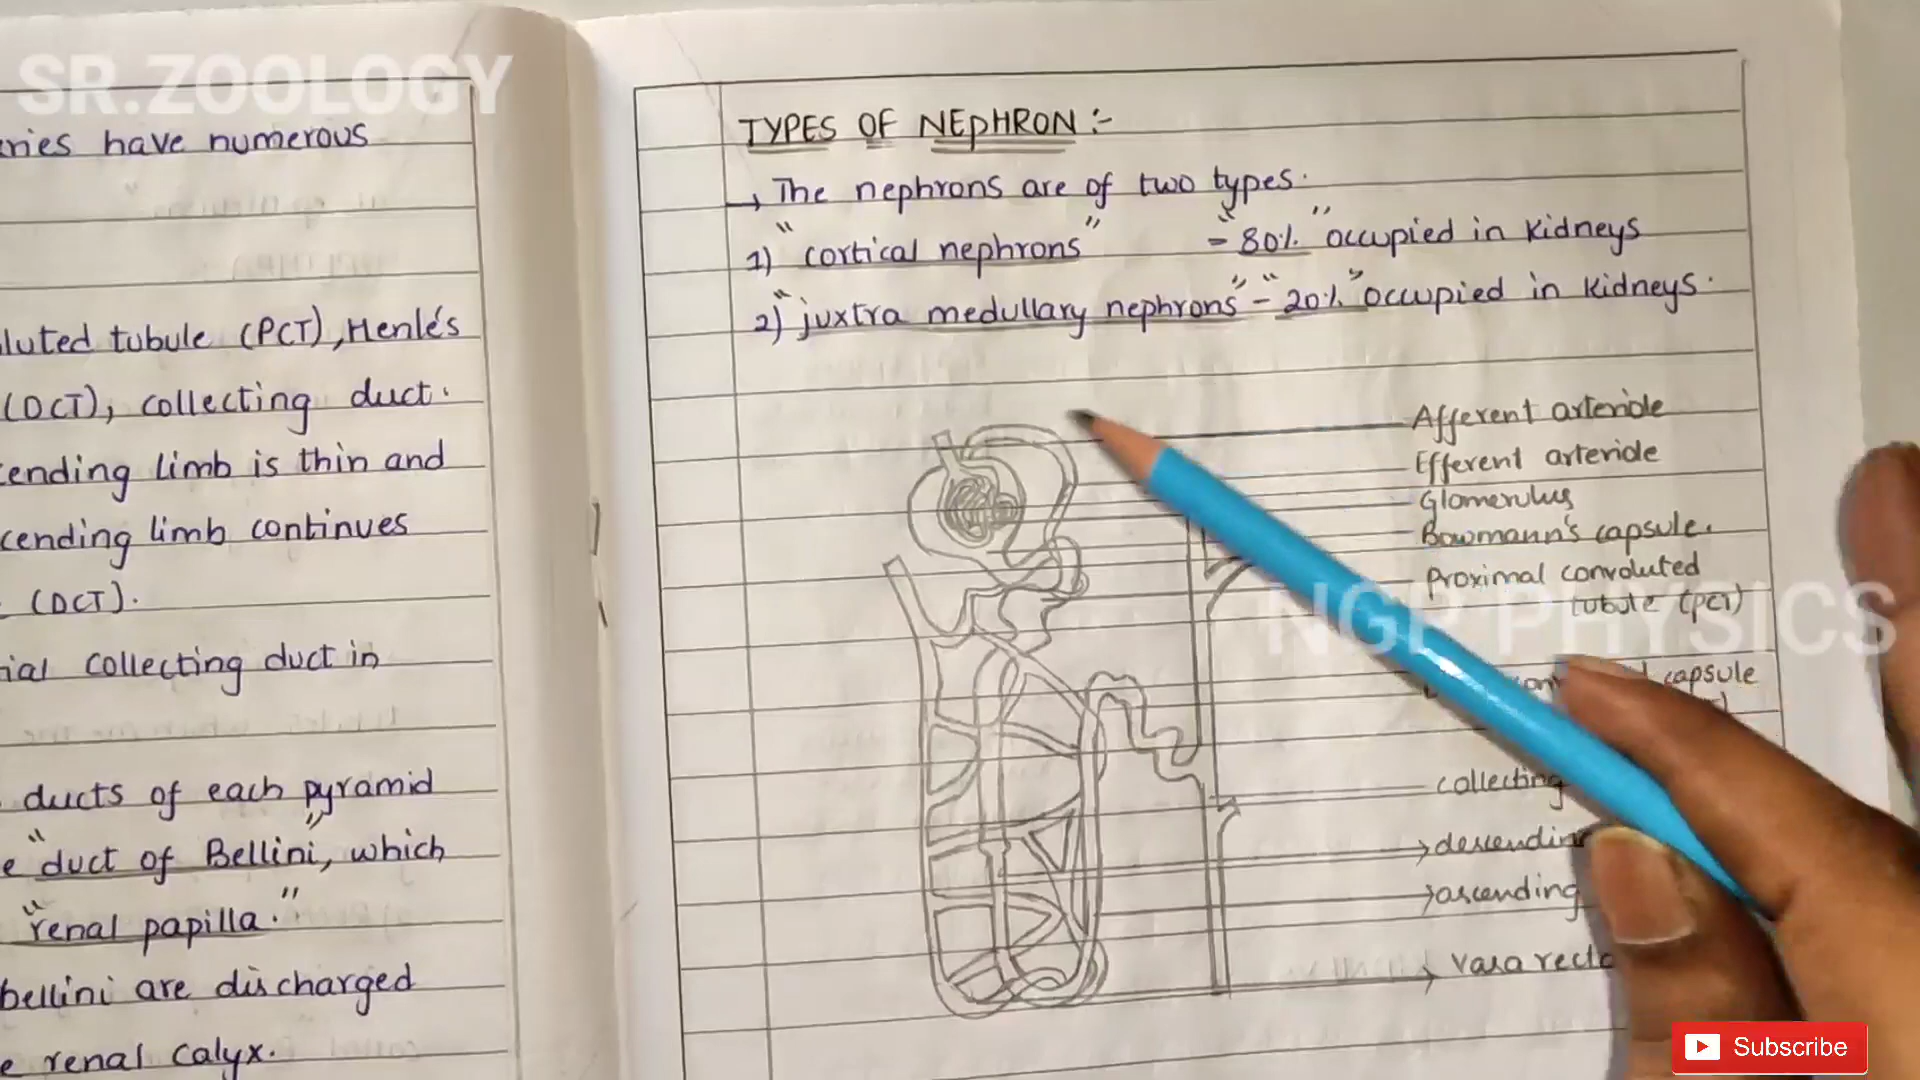 SR.ZOOLOGY
eries have numerous
luted tubule (PCT), Henle's
(DCT), collecting duct.
cending limb is thin and
cending limb continues
(DCT).
ial collecting duct in
ducts of each pyramid
e "duct of Bellini", which
"renal papilla."
bellini are discharged
e renal calyx.
TYPES OF NEPHRON :-
→ The nephrons are of two types.
1) "cortical nephrons" - "80%" occupied in kidneys
2) "juxtra medullary nephrons" - "20%" occupied in kidneys.
Afferent arteriole
Efferent arteriole
Glomerulus
Bowmann's capsule.
Proximal convoluted
tubule (PCT)
NGP PHYSICS
capsule
collecting
→ descending
→ ascending
→ vasa recta
Subscribe